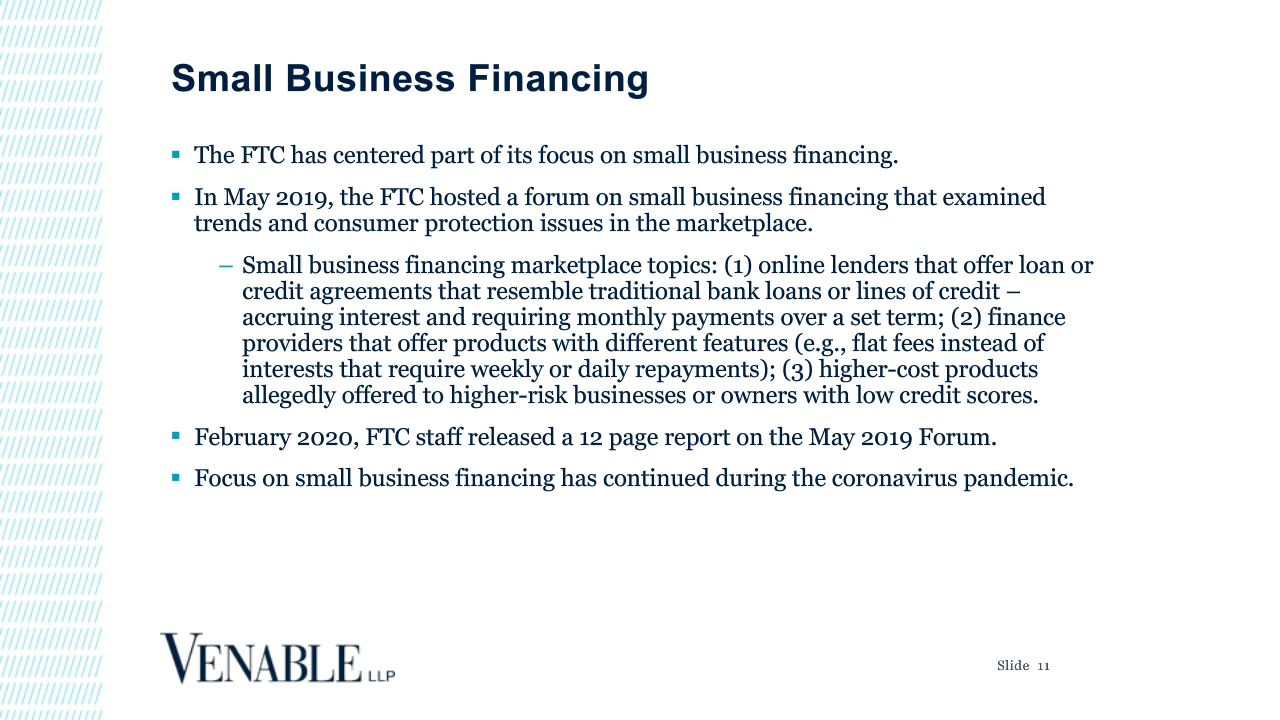 Small Business Financing
▪ The FTC has centered part of its focus on small business financing.
▪ In May 2019, the FTC hosted a forum on small business financing that examined
trends and consumer protection issues in the marketplace.
– Small business financing marketplace topics: (1) online lenders that offer loan or
credit agreements that resemble traditional bank loans or lines of credit –
accruing interest and requiring monthly payments over a set term; (2) finance
providers that offer products with different features (e.g., flat fees instead of
interests that require weekly or daily repayments); (3) higher-cost products
allegedly offered to higher-risk businesses or owners with low credit scores.
▪ February 2020, FTC staff released a 12 page report on the May 2019 Forum.
▪ Focus on small business financing has continued during the coronavirus pandemic.
VENABLE LLP
Slide 11